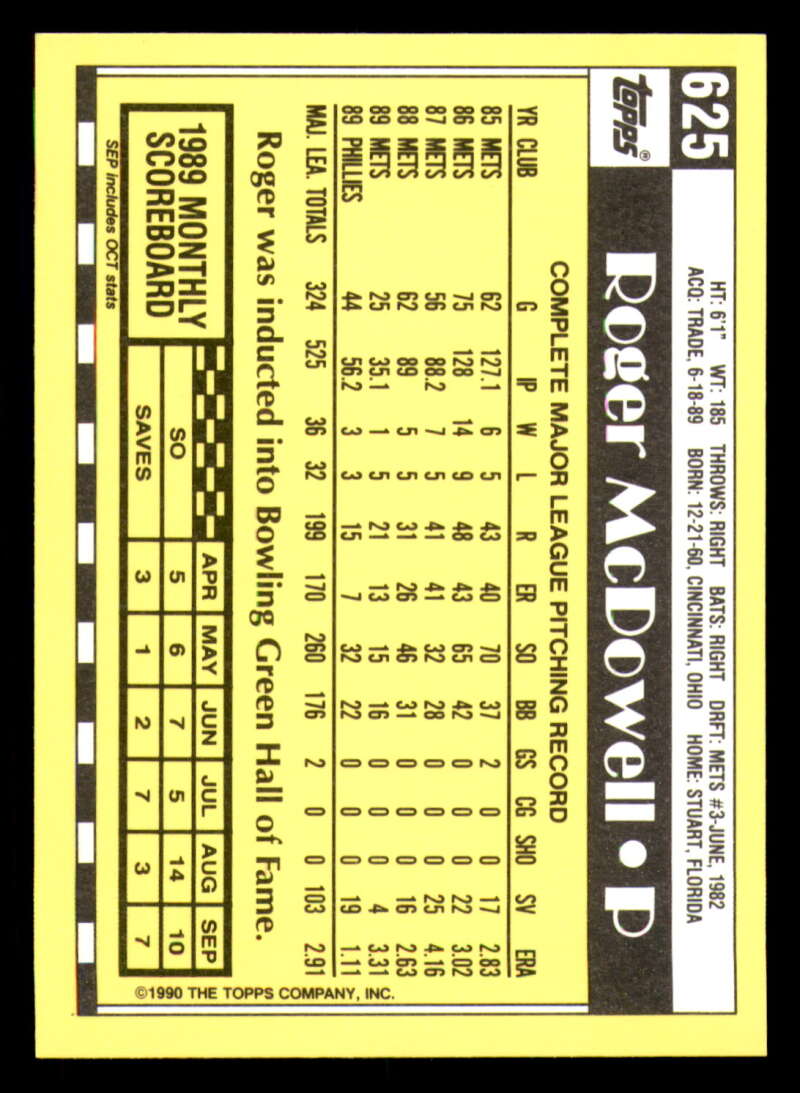 625
HT: 6'1" WT: 185 THROWS: RIGHT BATS: RIGHT DRFT: METS #3-JUNE, 1982
ACQ: TRADE, 6-18-89 BORN: 12-21-60, CINCINNATI, OHIO HOME: STUART, FLORIDA
TOPPS®
Roger McDowell • P
COMPLETE MAJOR LEAGUE PITCHING RECORD
YR CLUB G IP W L R ER SO BB GS CG SHO SV ERA
85 METS 62 127.1 6 5 43 40 70 37 2 0 0 17 2.83
86 METS 75 128 14 9 48 43 65 42 0 0 0 22 3.02
87 METS 56 88.2 7 5 41 41 32 28 0 0 0 25 4.16
88 METS 62 89 5 5 31 26 46 31 0 0 0 16 2.63
89 METS 25 35.1 1 5 21 13 15 16 0 0 0 4 3.31
89 PHILLIES 44 56.2 3 3 15 7 32 22 0 0 0 19 1.11
MAJ. LEA. TOTALS 324 525 36 32 199 170 260 176 2 0 0 103 2.91
Roger was inducted into Bowling Green Hall of Fame.
1989 MONTHLY
SCOREBOARD
APR MAY JUN JUL AUG SEP
SO 5 6 7 5 14 10
SAVES 3 1 2 7 3 7
SEP includes OCT stats
©1990 THE TOPPS COMPANY, INC.